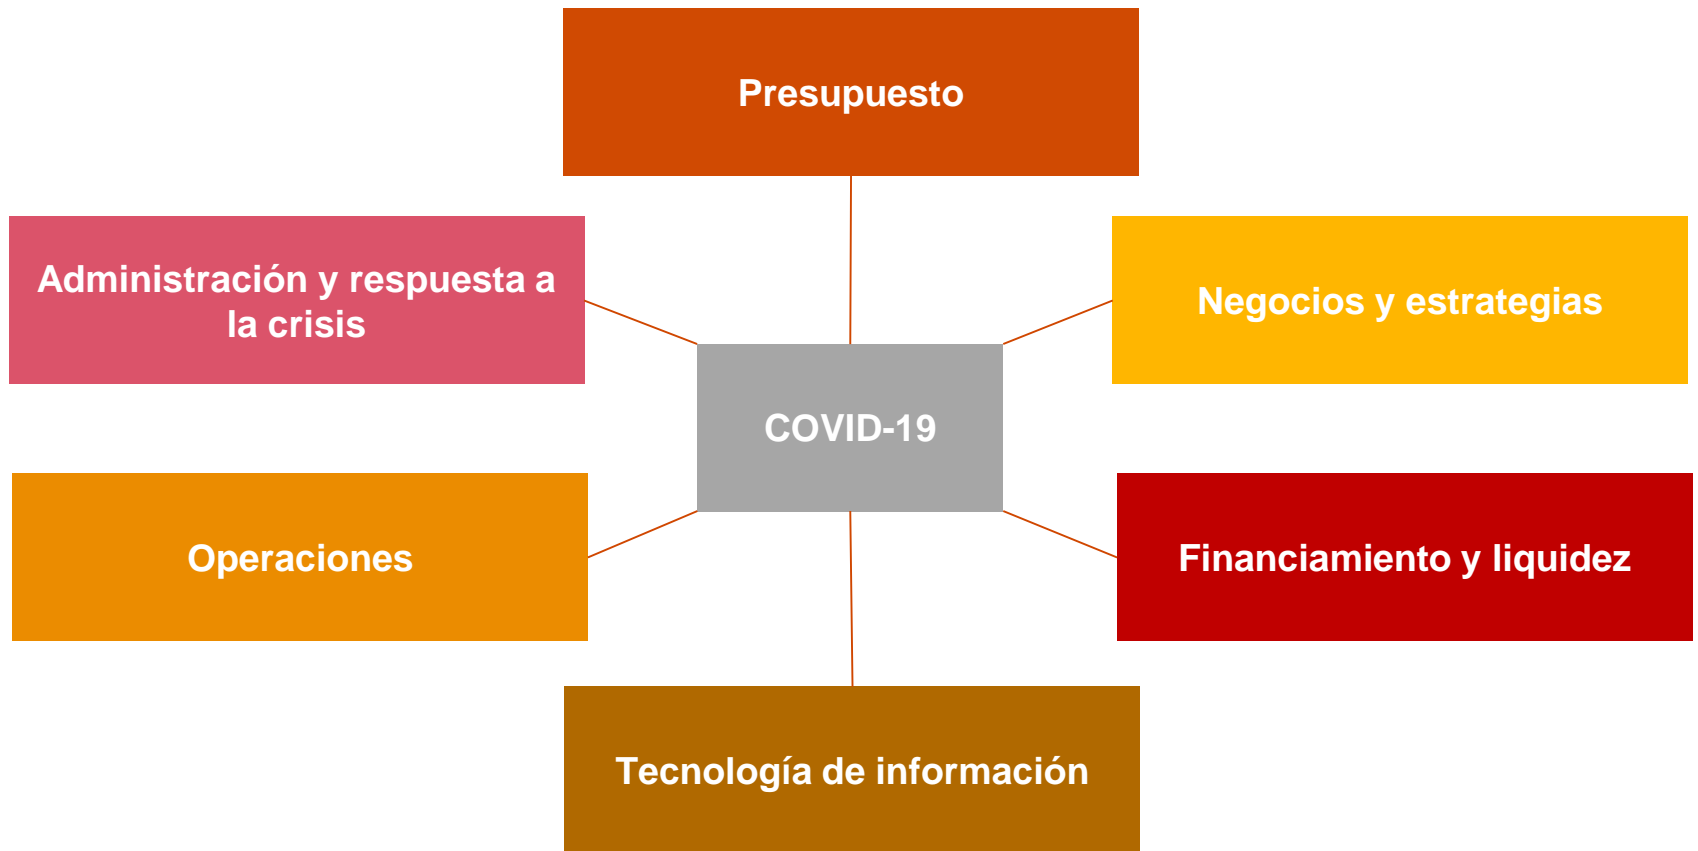 Presupuesto
Administración y respuesta a
la crisis
Negocios y estrategias
COVID-19
Operaciones
Financiamiento y liquidez
Tecnología de información